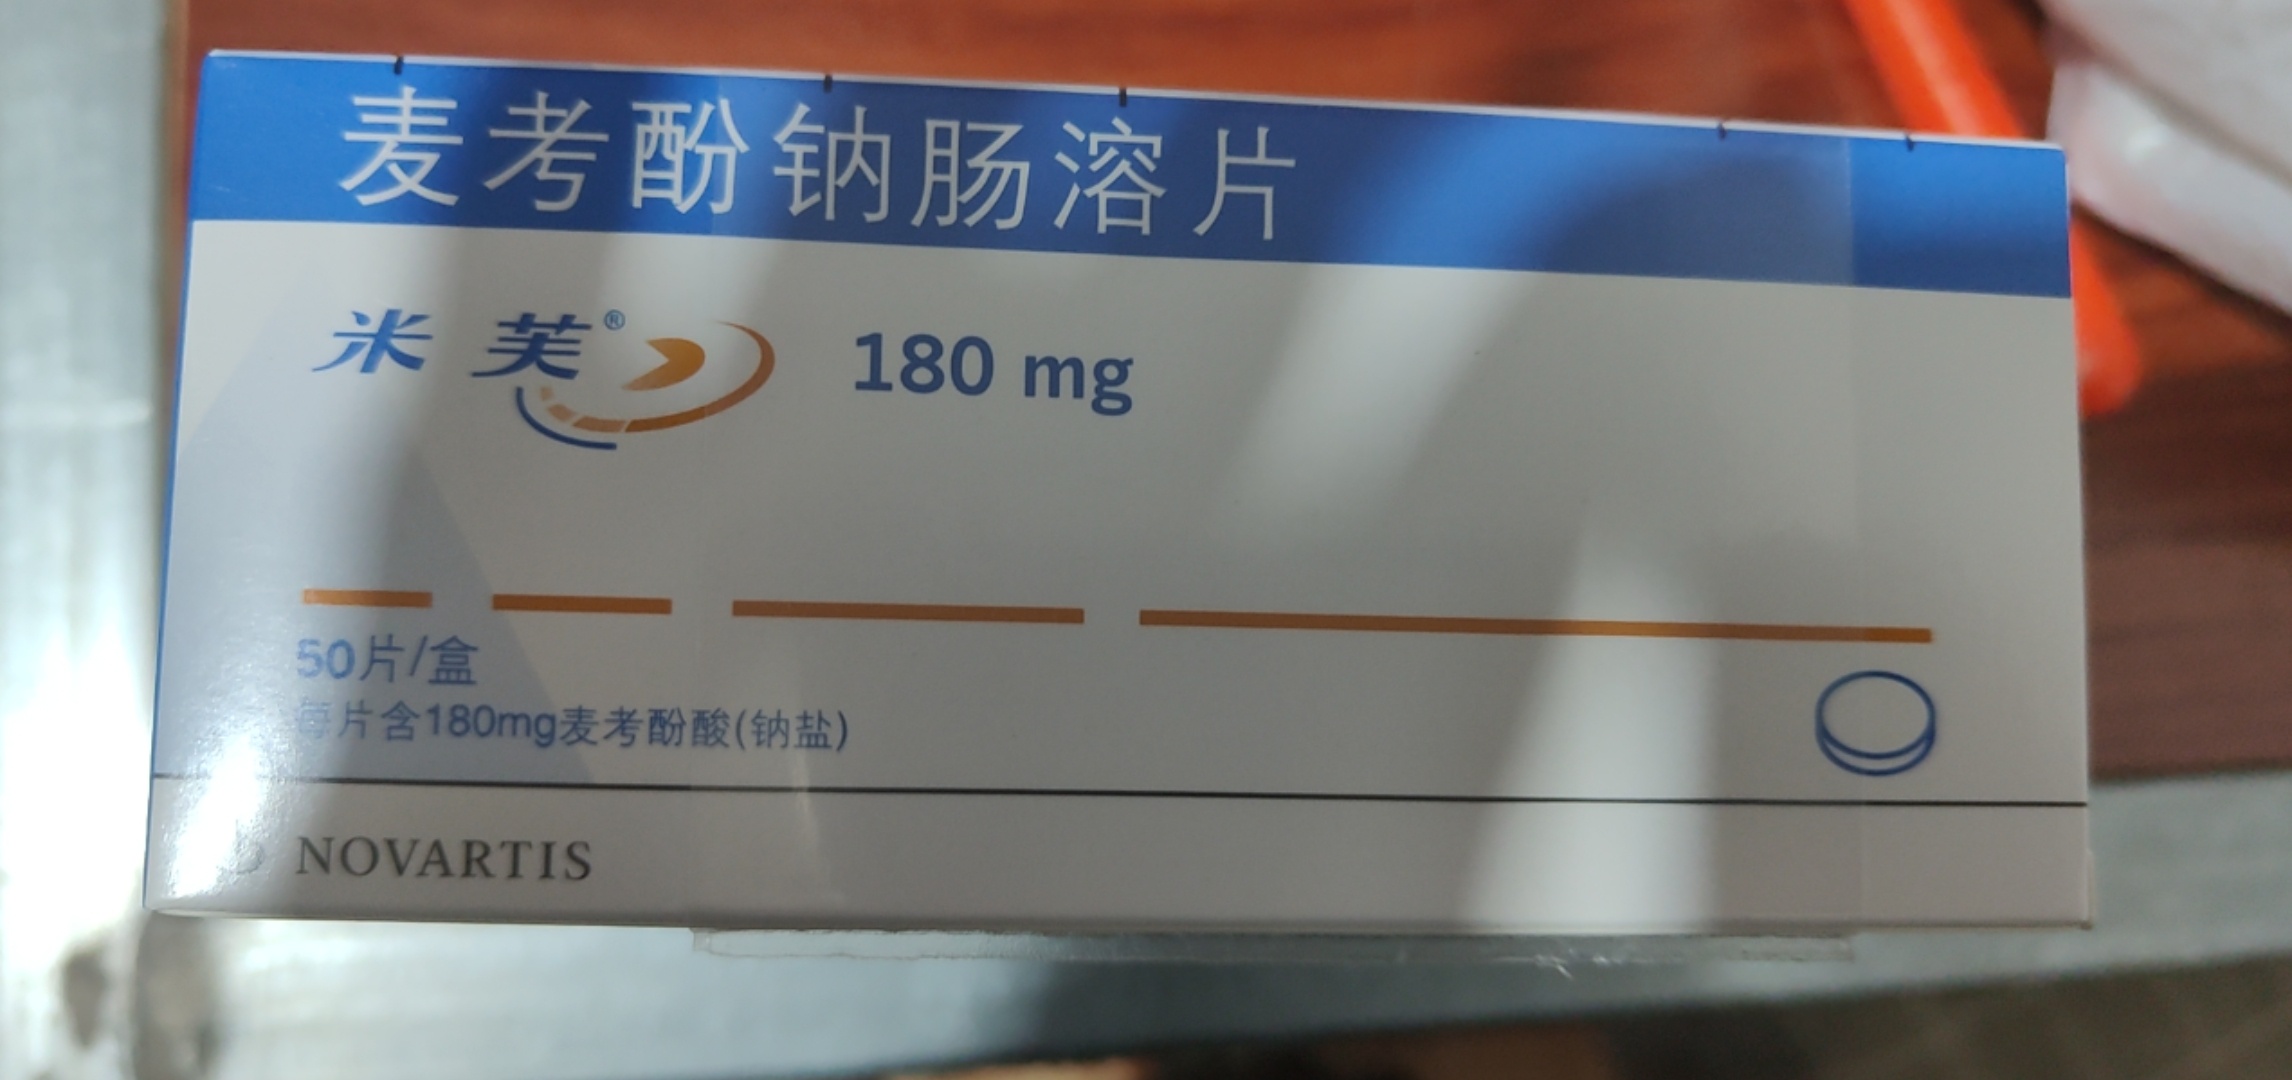 麦考酚钠肠溶片
米芙® 180 mg
50片/盒
每片含180mg麦考酚酸(钠盐)
NOVARTIS